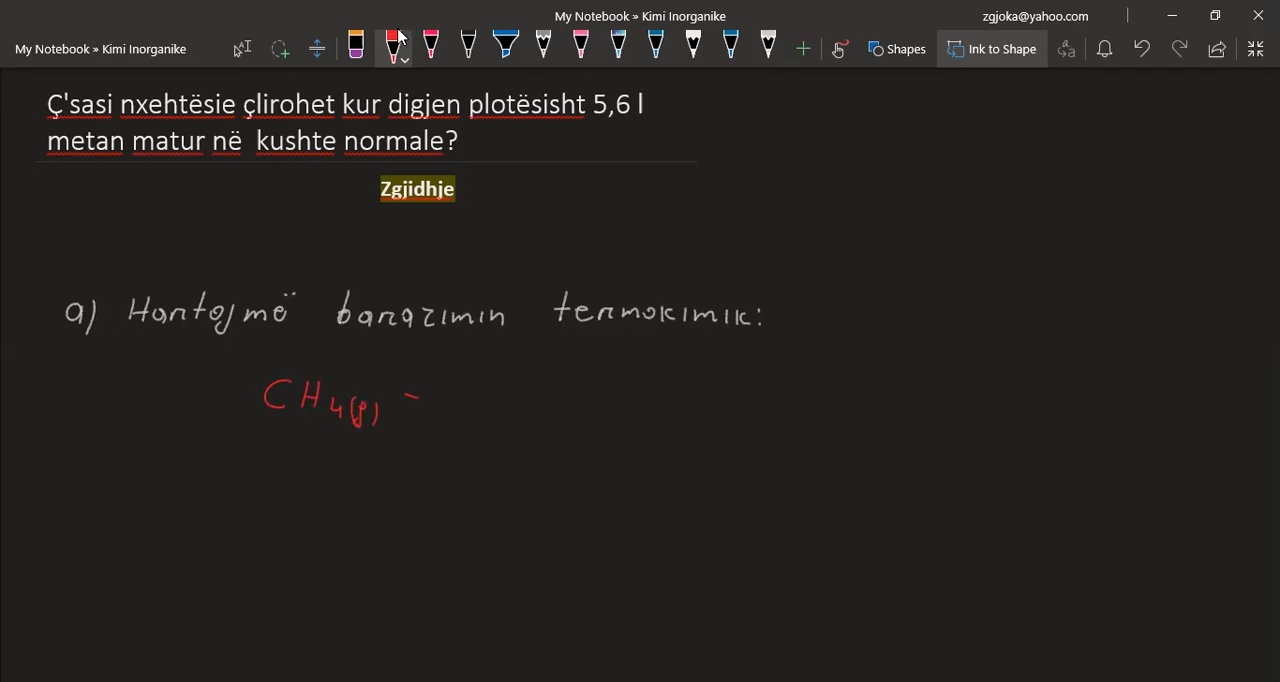 My Notebook » Kimi Inorganike
zgjoka@yahoo.com
My Notebook » Kimi Inorganike
Shapes
Ink to Shape
Ç'sasi nxehtësie çlirohet kur digjen plotësisht 5,6 l
metan matur në kushte normale?
Zgjidhje
a) Hartojmë barazimin termokimik:
CH4(g)